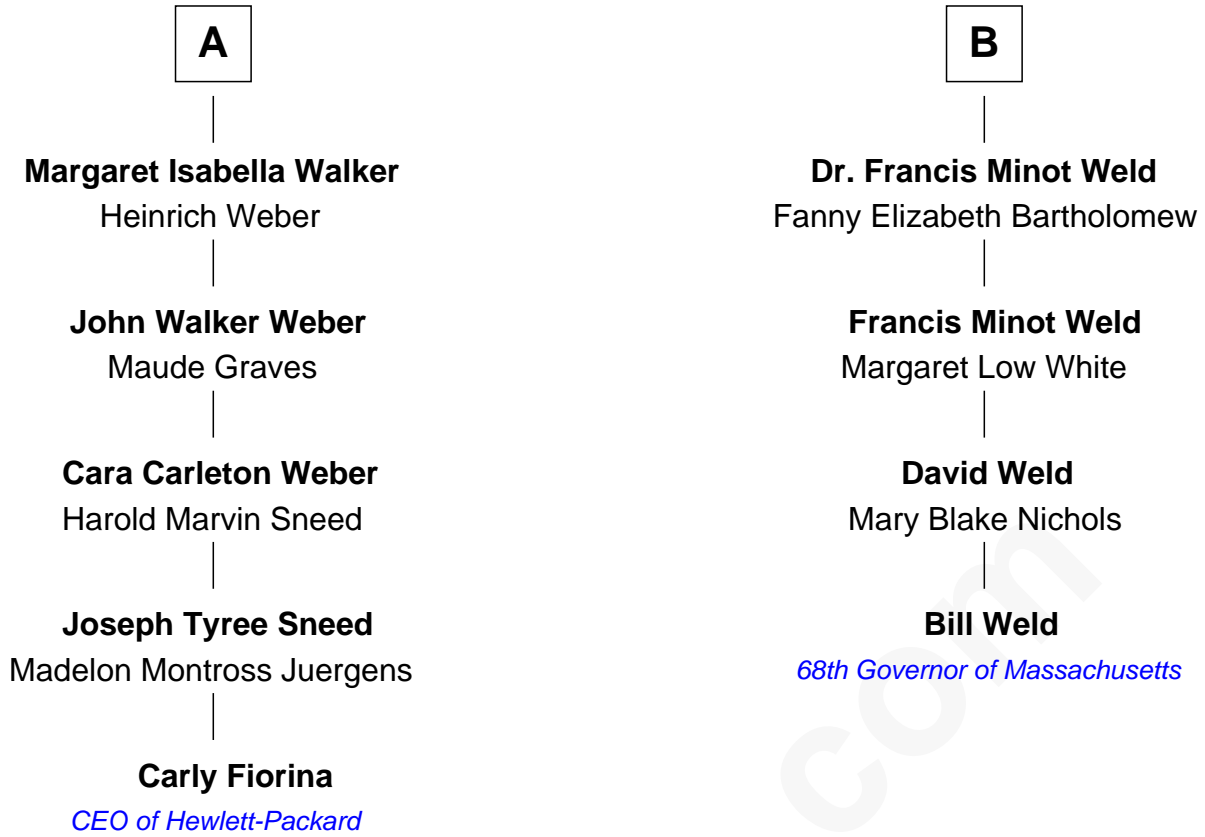 A
Margaret Isabella Walker
Heinrich Weber
John Walker Weber
Maude Graves
Cara Carleton Weber
Harold Marvin Sneed
Joseph Tyree Sneed
Madelon Montross Juergens
Carly Fiorina
CEO of Hewlett-Packard
B
Dr. Francis Minot Weld
Fanny Elizabeth Bartholomew
Francis Minot Weld
Margaret Low White
David Weld
Mary Blake Nichols
Bill Weld
68th Governor of Massachusetts
com